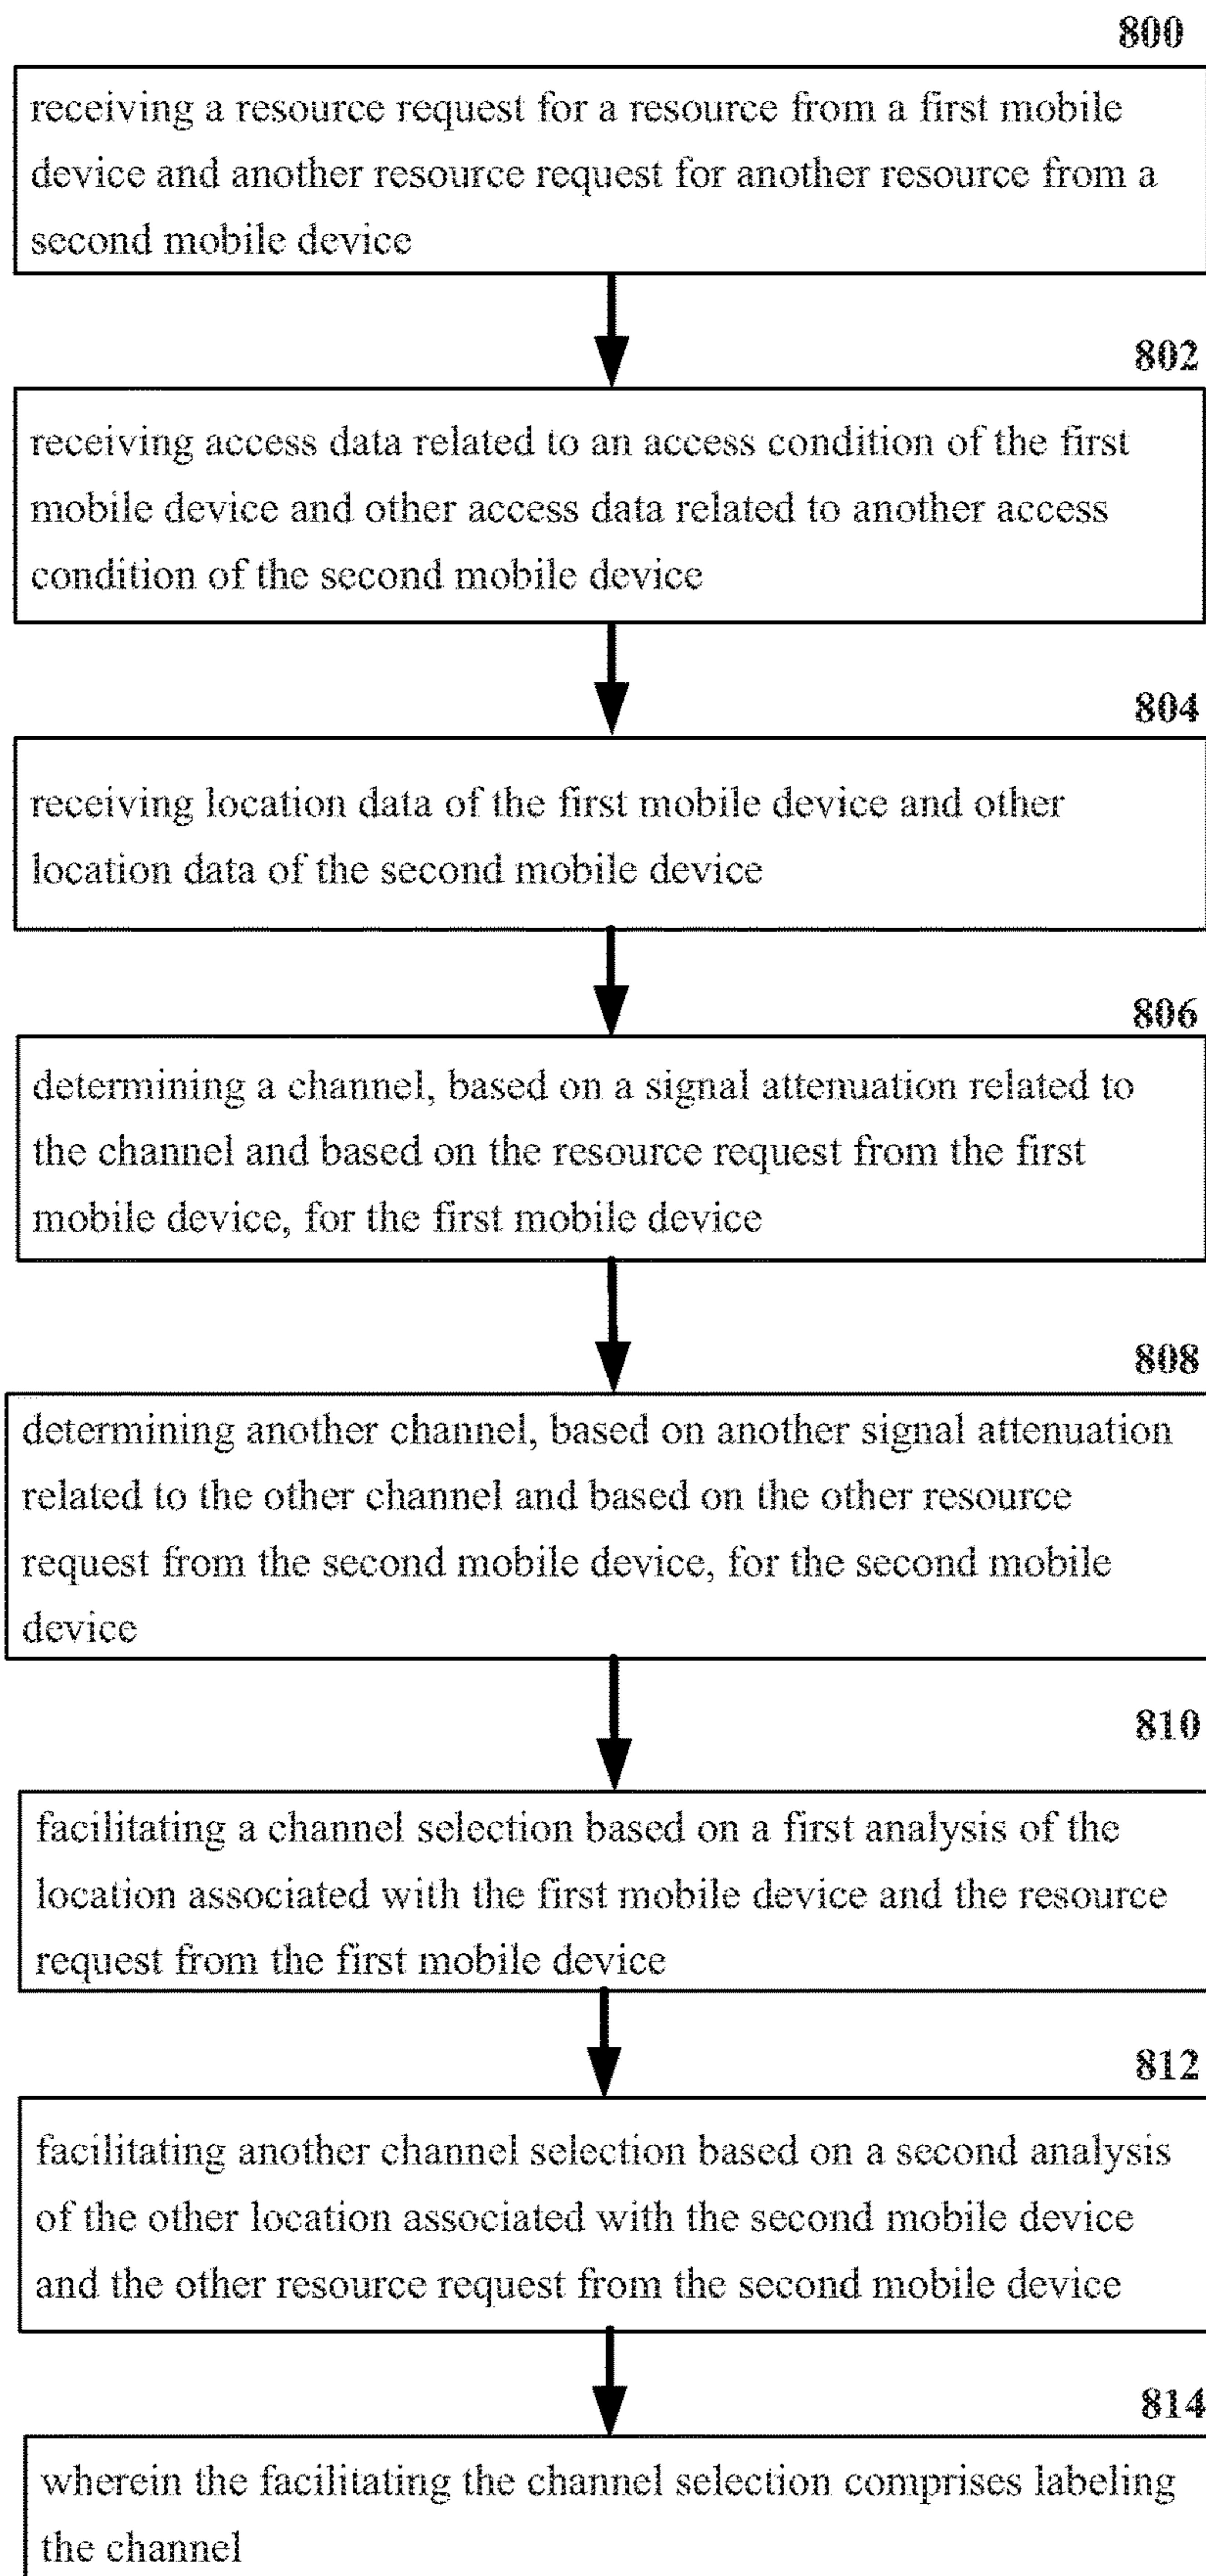 800
receiving a resource request for a resource from a first mobile
device and another resource request for another resource from a
second mobile device
802
receiving access data related to an access condition of the first
mobile device and other access data related to another access
condition of the second mobile device
804
receiving location data of the first mobile device and other
location data of the second mobile device
806
determining a channel, based on a signal attenuation related to
the channel and based on the resource request from the first
mobile device, for the first mobile device
808
determining another channel, based on another signal attenuation
related to the other channel and based on the other resource
request from the second mobile device, for the second mobile
device
810
facilitating a channel selection based on a first analysis of the
location associated with the first mobile device and the resource
request from the first mobile device
812
facilitating another channel selection based on a second analysis
of the other location associated with the second mobile device
and the other resource request from the second mobile device
814
wherein the facilitating the channel selection comprises labeling
the channel